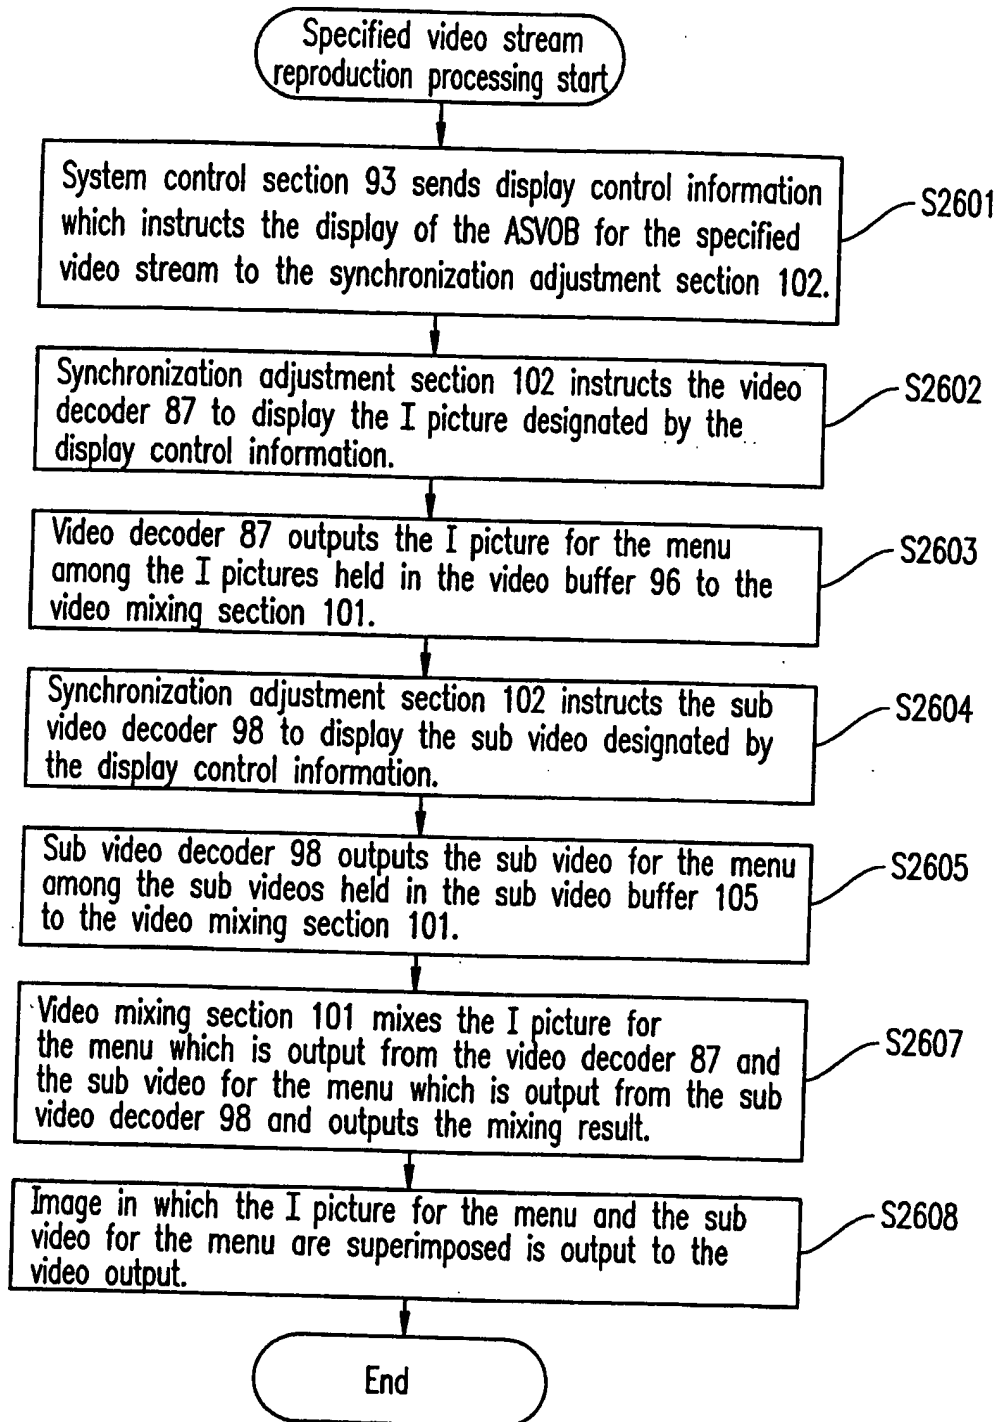 Specified video stream
reproduction processing start
System control section 93 sends display control information
which instructs the display of the ASVOB for the specified
video stream to the synchronization adjustment section 102.
S2601
Synchronization adjustment section 102 instructs the video
decoder 87 to display the I picture designated by the
display control information.
S2602
Video decoder 87 outputs the I picture for the menu
among the I pictures held in the video buffer 96 to the
video mixing section 101.
S2603
Synchronization adjustment section 102 instructs the sub
video decoder 98 to display the sub video designated by
the display control information.
S2604
Sub video decoder 98 outputs the sub video for the menu
among the sub videos held in the sub video buffer 105
to the video mixing section 101.
S2605
Video mixing section 101 mixes the I picture for
the menu which is output from the video decoder 87 and
the sub video for the menu which is output from the sub
video decoder 98 and outputs the mixing result.
S2607
Image in which the I picture for the menu and the sub
video for the menu are superimposed is output to the
video output.
S2608
End